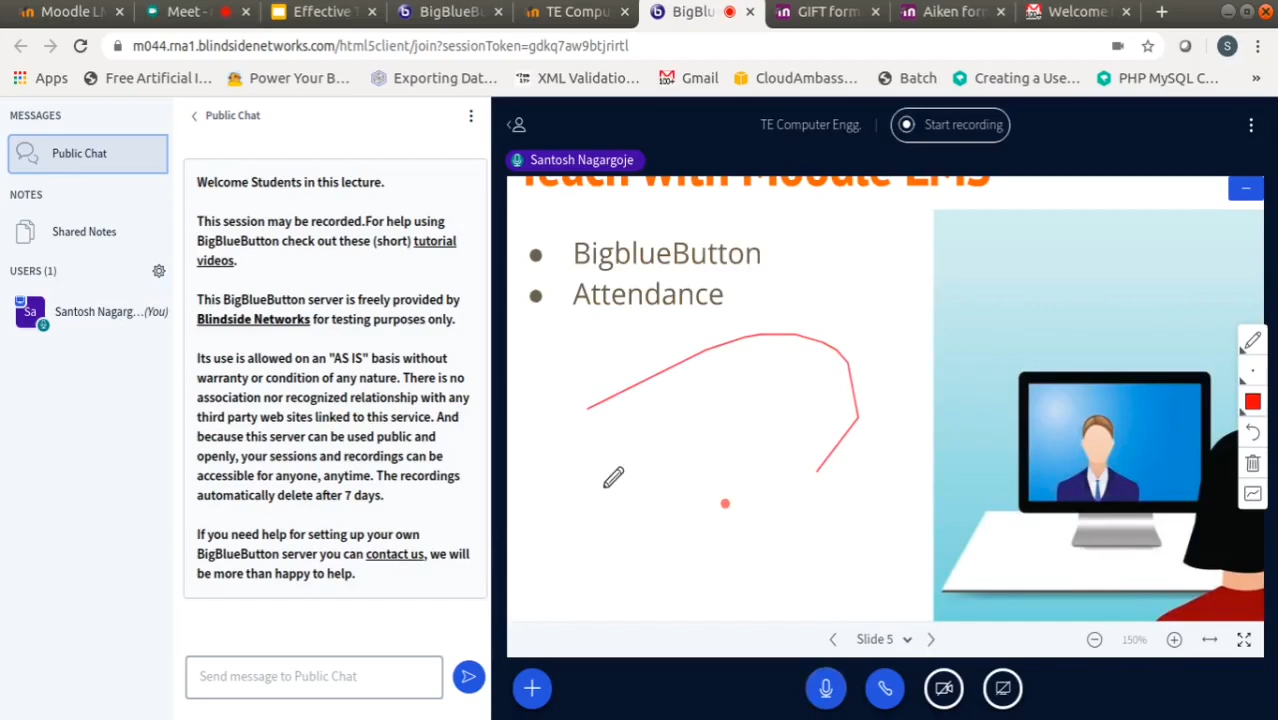 Moodle LM
Meet -
Effective T
BigBlueBu
TE Compu
BigBlu
GIFT form
Aiken form
Welcome
m044.rna1.blindsidenetworks.com/html5client/join?sessionToken=gdkq7aw9btjrirtl
S
Apps
Free Artificial I...
Power Your B...
Exporting Dat...
XML Validatio...
Gmail
CloudAmbass...
Batch
Creating a Use...
PHP MySQL C...
»
MESSAGES
Public Chat
NOTES
Shared Notes
USERS (1)
Sa
Santosh Nagarg...(You)
Public Chat
Welcome Students in this lecture.
This session may be recorded.For help using
BigBlueButton check out these (short) tutorial
videos.
This BigBlueButton server is freely provided by
Blindside Networks for testing purposes only.
Its use is allowed on an "AS IS" basis without
warranty or condition of any nature. There is no
association nor recognized relationship with any
third party web sites linked to this service. And
because this server can be used public and
openly, your sessions and recordings can be
accessible for anyone, anytime. The recordings
automatically delete after 7 days.
If you need help for setting up your own
BigBlueButton server you can contact us, we will
be more than happy to help.
Send message to Public Chat
TE Computer Engg.
Start recording
Santosh Nagargoje
Teach with Moodle LMS
BigblueButton
Attendance
Slide 5
150%